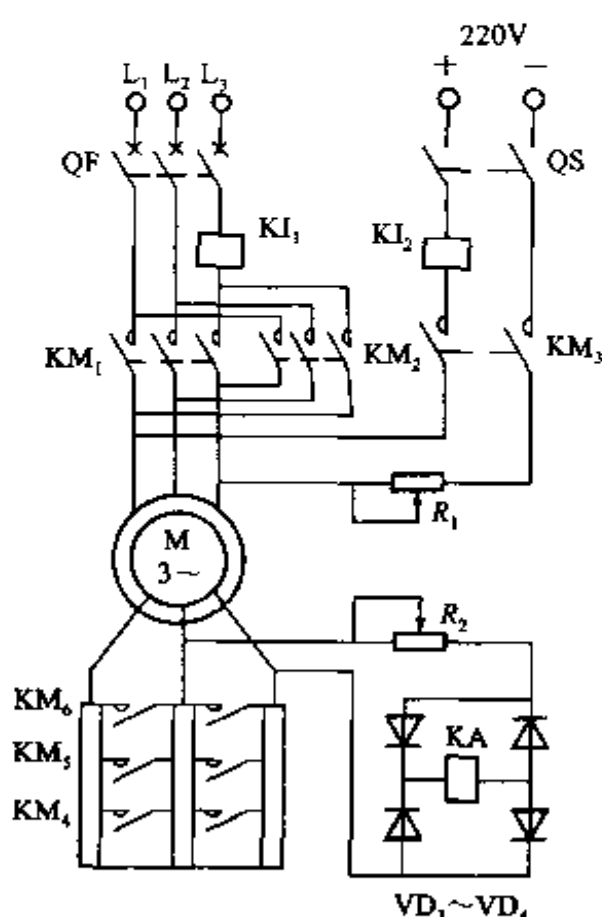 220V
+ −
L₁ L₂ L₃
QF
QS
KI₁
KI₂
KM₁
KM₂
KM₃
R₁
M
3～
R₂
KM₆
KM₅
KM₄
KA
VD₁～VD₄